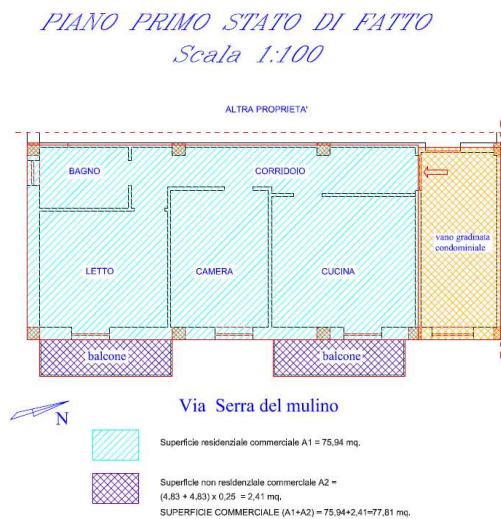 PIANO PRIMO STATO DI FATTO
Scala 1:100
ALTRA PROPRIETA'
BAGNO
CORRIDOIO
vano gradinata
condominiale
LETTO
CAMERA
CUCINA
balcone
balcone
N
Via Serra del mulino
Superficie residenziale commerciale A1 = 75,94 mq.
Superficie non residenziale commerciale A2 =
(4,83 + 4,83) x 0,25 = 2,41 mq.
SUPERFICIE COMMERCIALE (A1+A2) = 75,94+2,41=77,81 mq.